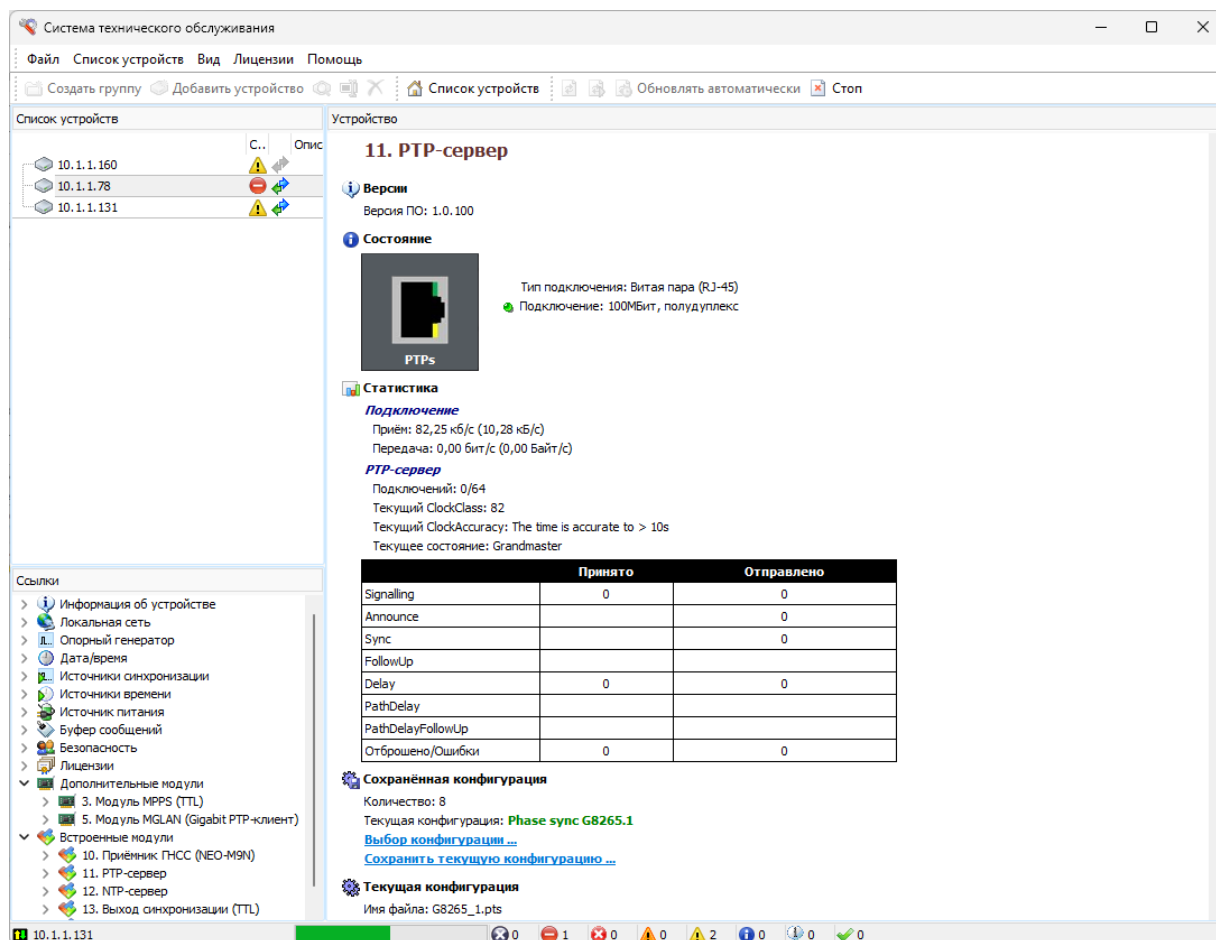 Система технического обслуживания
Файл Список устройств Вид Лицензии Помощь
Создать группу Добавить устройство Список устройств Обновлять автоматически Стоп
Список устройств
С.. Опис
10.1.1.160
10.1.1.78
10.1.1.131
Устройство
11. PTP-сервер
Версии
Версия ПО: 1.0.100
Состояние
PTPs
Тип подключения: Витая пара (RJ-45)
Подключение: 100МБит, полудуплекс
Статистика
Подключение
Приём: 82,25 кб/с (10,28 кБ/с)
Передача: 0,00 бит/с (0,00 Байт/с)
PTP-сервер
Подключений: 0/64
Текущий ClockClass: 82
Текущий ClockAccuracy: The time is accurate to > 10s
Текущее состояние: Grandmaster
Принято Отправлено
Signalling 0 0
Announce 0
Sync 0
FollowUp
Delay 0 0
PathDelay
PathDelayFollowUp
Отброшено/Ошибки 0 0
Сохранённая конфигурация
Количество: 8
Текущая конфигурация: Phase sync G8265.1
Выбор конфигурации ...
Сохранить текущую конфигурацию ...
Текущая конфигурация
Имя файла: G8265_1.pts
Ссылки
Информация об устройстве
Локальная сеть
Опорный генератор
Дата/время
Источники синхронизации
Источники времени
Источник питания
Буфер сообщений
Безопасность
Лицензии
Дополнительные модули
3. Модуль MPPS (TTL)
5. Модуль MGLAN (Gigabit PTP-клиент)
Встроенные модули
10. Приёмник ГНСС (NEO-M9N)
11. PTP-сервер
12. NTP-сервер
13. Выход синхронизации (TTL)
10.1.1.131 0 1 0 0 2 0 0 0